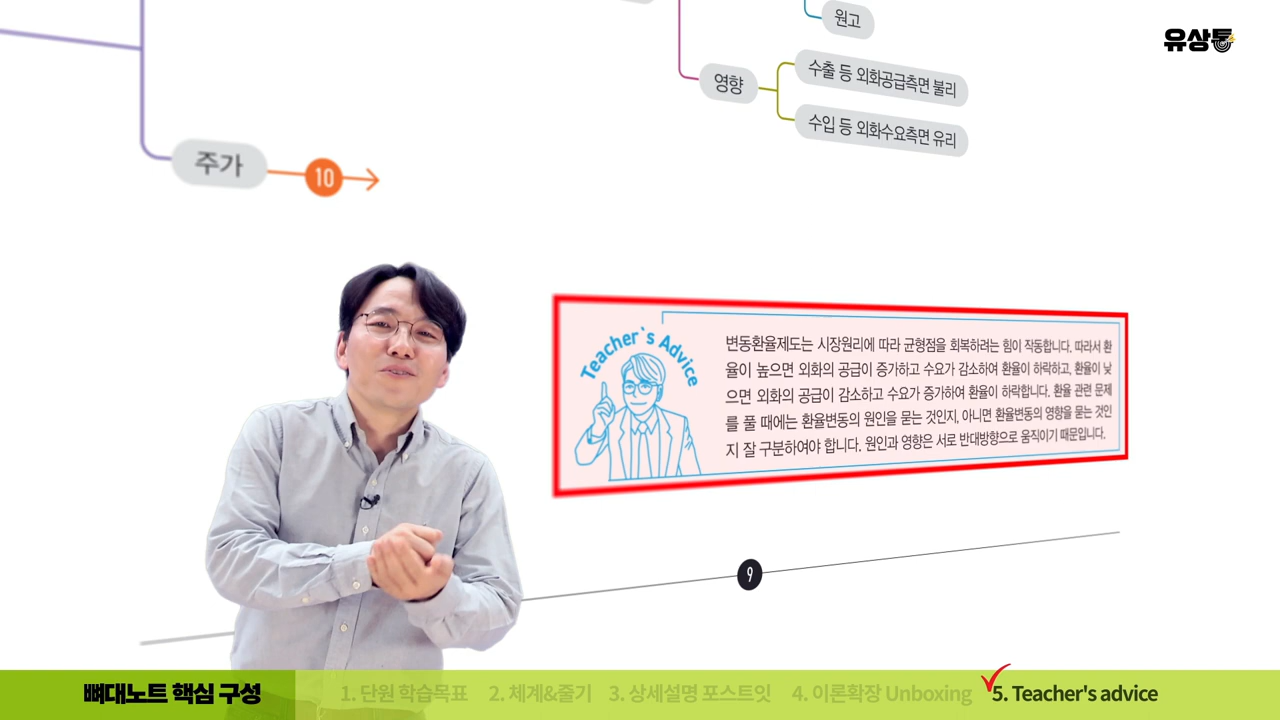 원고
유상통
영향
수출 등 외화공급측면 불리
수입 등 외화수요측면 유리
주가
10
Teacher`s Advice
변동환율제도는 시장원리에 따라 균형점을 회복하려는 힘이 작동합니다. 따라서 환
율이 높으면 외화의 공급이 증가하고 수요가 감소하여 환율이 하락하고, 환율이 낮
으면 외화의 공급이 감소하고 수요가 증가하여 환율이 하락합니다. 환율 관련 문제
를 풀 때에는 환율변동의 원인을 묻는 것인지, 아니면 환율변동의 영향을 묻는 것인
지 잘 구분하여야 합니다. 원인과 영향은 서로 반대방향으로 움직이기 때문입니다.
9
뼈대노트 핵심 구성
1. 단원 학습목표
2. 체계&줄기
3. 상세설명 포스트잇
4. 이론확장 Unboxing
5. Teacher's advice